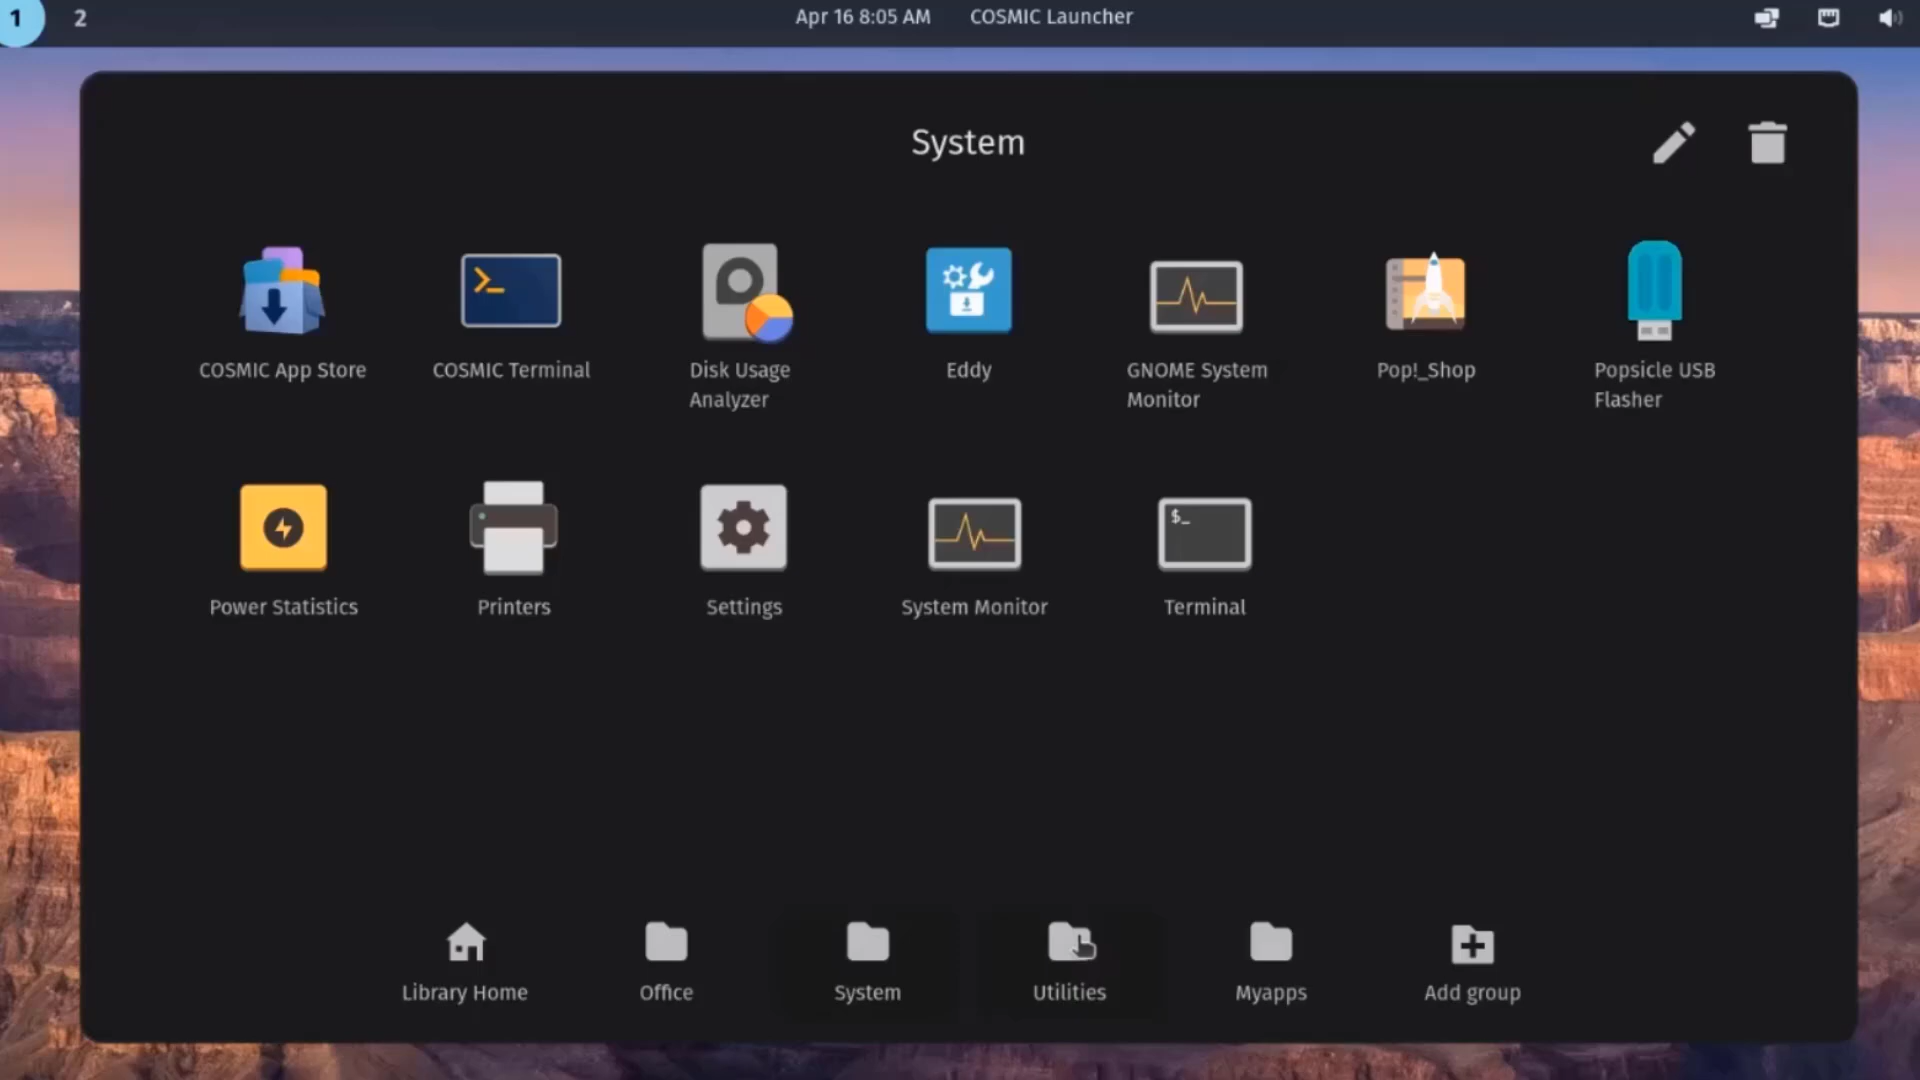 1 2 Apr 16 8:05 AM COSMIC Launcher
System
COSMIC App Store
COSMIC Terminal
Disk Usage
Analyzer
Eddy
GNOME System
Monitor
Pop!_Shop
Popsicle USB
Flasher
Power Statistics
Printers
Settings
System Monitor
$_
Terminal
Library Home
Office
System
Utilities
Myapps
Add group